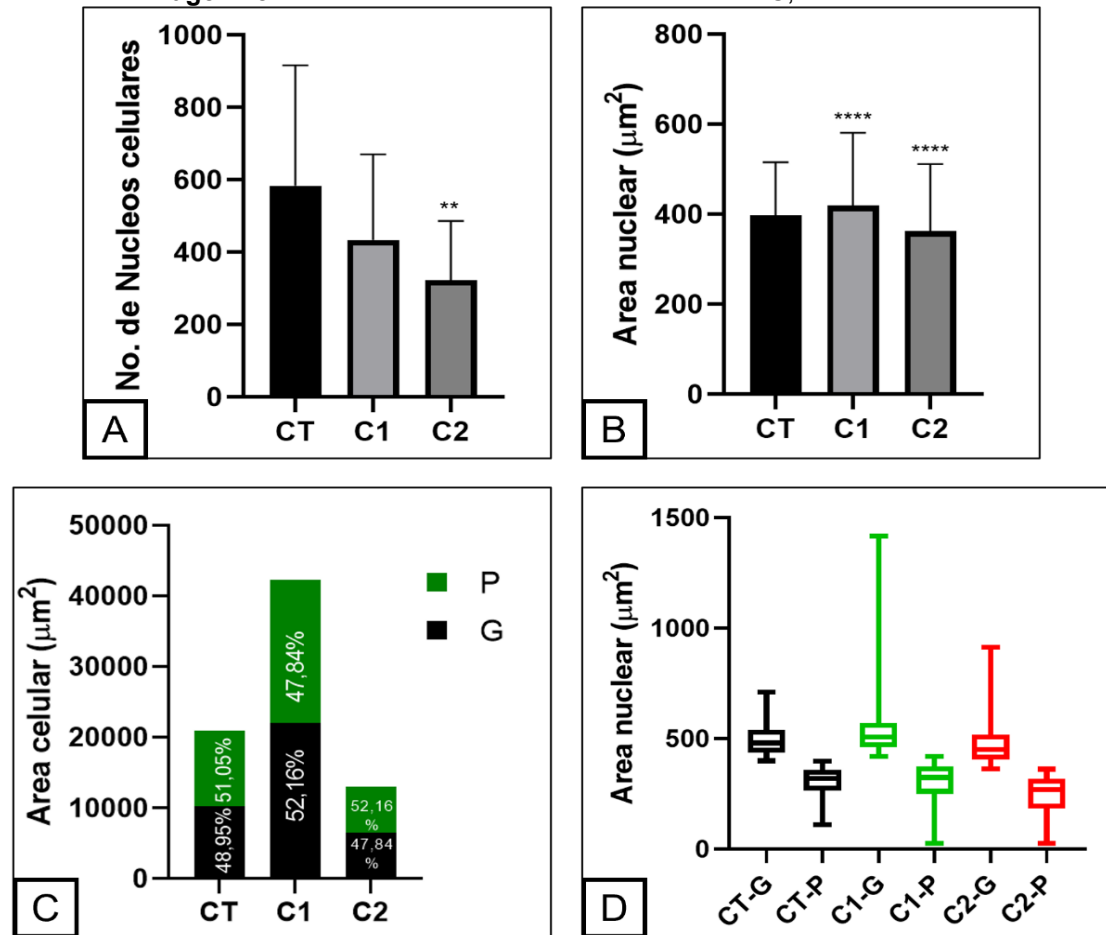 1000
800
600
400
200
0
No. de Nucleos celulares
**
CT C1 C2
A
800
600
400
200
0
Area nuclear (μm²)
****
****
CT C1 C2
B
50000
40000
30000
20000
10000
0
Area celular (μm²)
48,95% 51,05%
52,16% 47,84%
52,16
%
47,84
%
P
G
CT C1 C2
C
1500
1000
500
0
Area nuclear (μm²)
CT-G CT-P C1-G C1-P C2-G C2-P
D